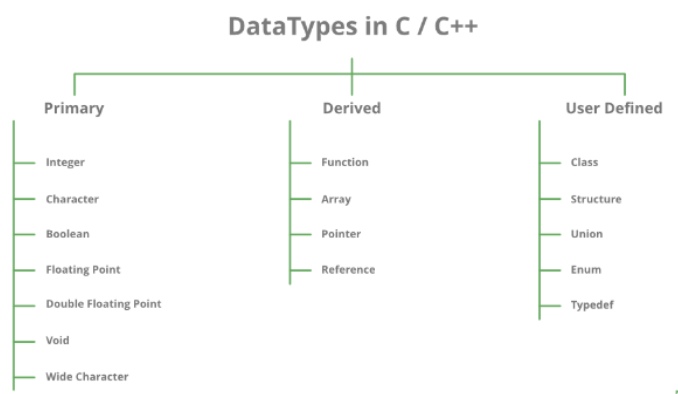 DataTypes in C / C++
Primary
Integer
Character
Boolean
Floating Point
Double Floating Point
Void
Wide Character
Derived
Function
Array
Pointer
Reference
User Defined
Class
Structure
Union
Enum
Typedef